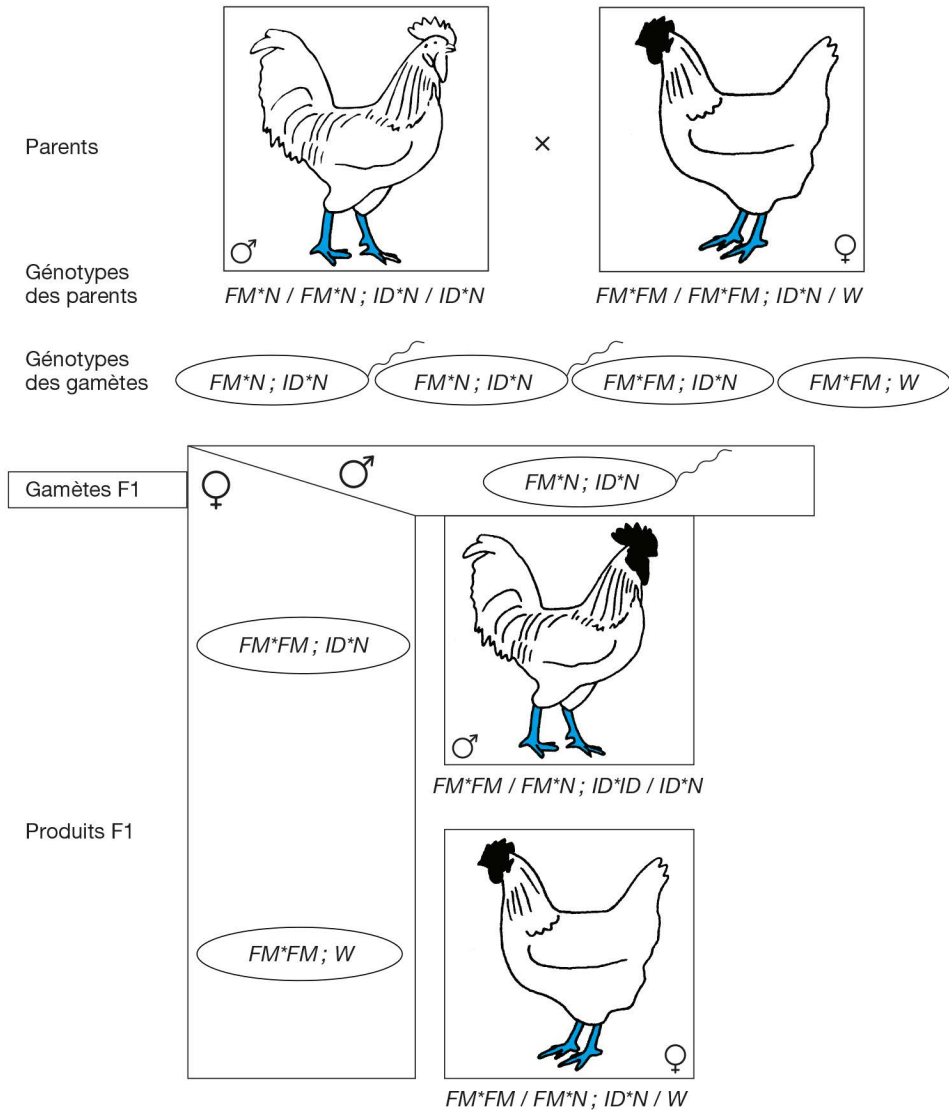 Parents
×
♂
♀
Génotypes
des parents
FM*N / FM*N ; ID*N / ID*N
FM*FM / FM*FM ; ID*N / W
Génotypes
des gamètes
FM*N ; ID*N
FM*N ; ID*N
FM*FM ; ID*N
FM*FM ; W
Gamètes F1
♀
♂
FM*N ; ID*N
FM*FM ; ID*N
♂
FM*FM / FM*N ; ID*ID / ID*N
Produits F1
FM*FM ; W
♀
FM*FM / FM*N ; ID*N / W